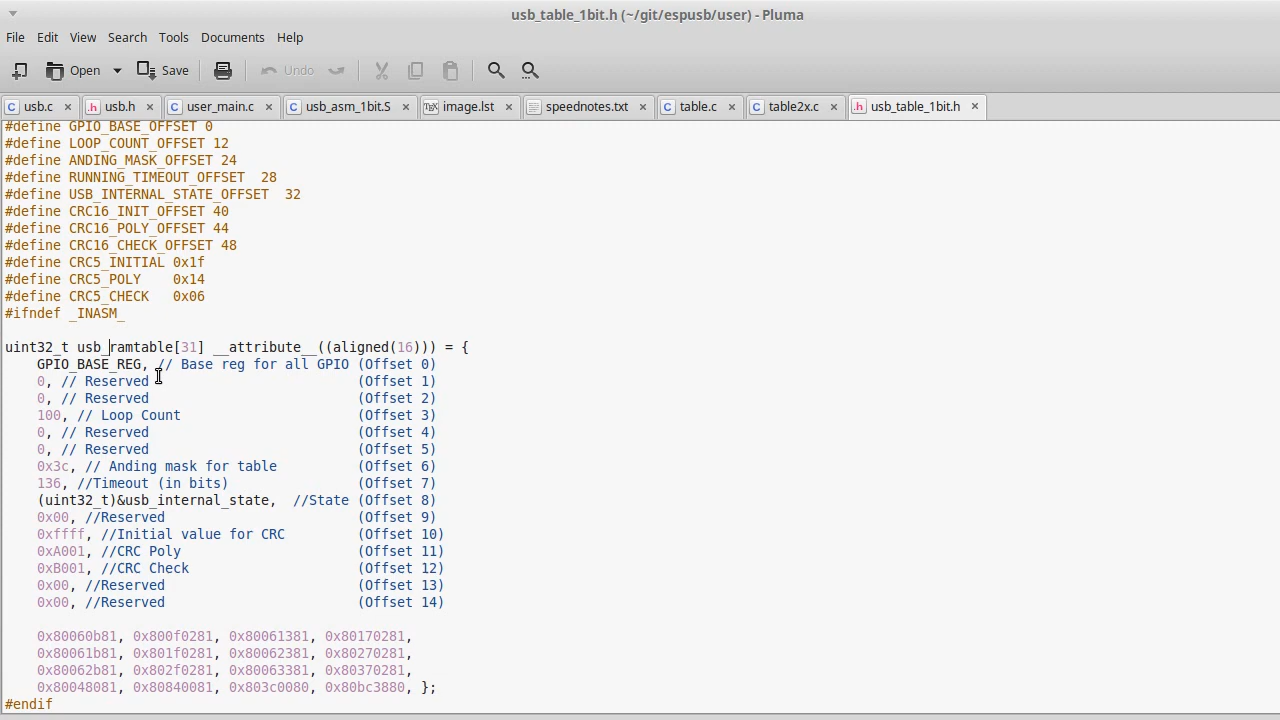 usb_table_1bit.h (~/git/espusb/user) - Pluma
File Edit View Search Tools Documents Help
Open Save Undo
usb.c usb.h user_main.c usb_asm_1bit.S image.lst speednotes.txt table.c table2x.c usb_table_1bit.h
#define GPIO_BASE_OFFSET 0
#define LOOP_COUNT_OFFSET 12
#define ANDING_MASK_OFFSET 24
#define RUNNING_TIMEOUT_OFFSET  28
#define USB_INTERNAL_STATE_OFFSET  32
#define CRC16_INIT_OFFSET 40
#define CRC16_POLY_OFFSET 44
#define CRC16_CHECK_OFFSET 48
#define CRC5_INITIAL 0x1f
#define CRC5_POLY    0x14
#define CRC5_CHECK   0x06
#ifndef _INASM_
uint32_t usb_ramtable[31] __attribute__((aligned(16))) = {
    GPIO_BASE_REG, // Base reg for all GPIO (Offset 0)
    0, // Reserved                          (Offset 1)
    0, // Reserved                          (Offset 2)
    100, // Loop Count                      (Offset 3)
    0, // Reserved                          (Offset 4)
    0, // Reserved                          (Offset 5)
    0x3c, // Anding mask for table          (Offset 6)
    136, //Timeout (in bits)                (Offset 7)
    (uint32_t)&usb_internal_state,  //State (Offset 8)
    0x00, //Reserved                        (Offset 9)
    0xffff, //Initial value for CRC         (Offset 10)
    0xA001, //CRC Poly                      (Offset 11)
    0xB001, //CRC Check                     (Offset 12)
    0x00, //Reserved                        (Offset 13)
    0x00, //Reserved                        (Offset 14)
    0x80060b81, 0x800f0281, 0x80061381, 0x80170281,
    0x80061b81, 0x801f0281, 0x80062381, 0x80270281,
    0x80062b81, 0x802f0281, 0x80063381, 0x80370281,
    0x80048081, 0x80840081, 0x803c0080, 0x80bc3880, };
#endif